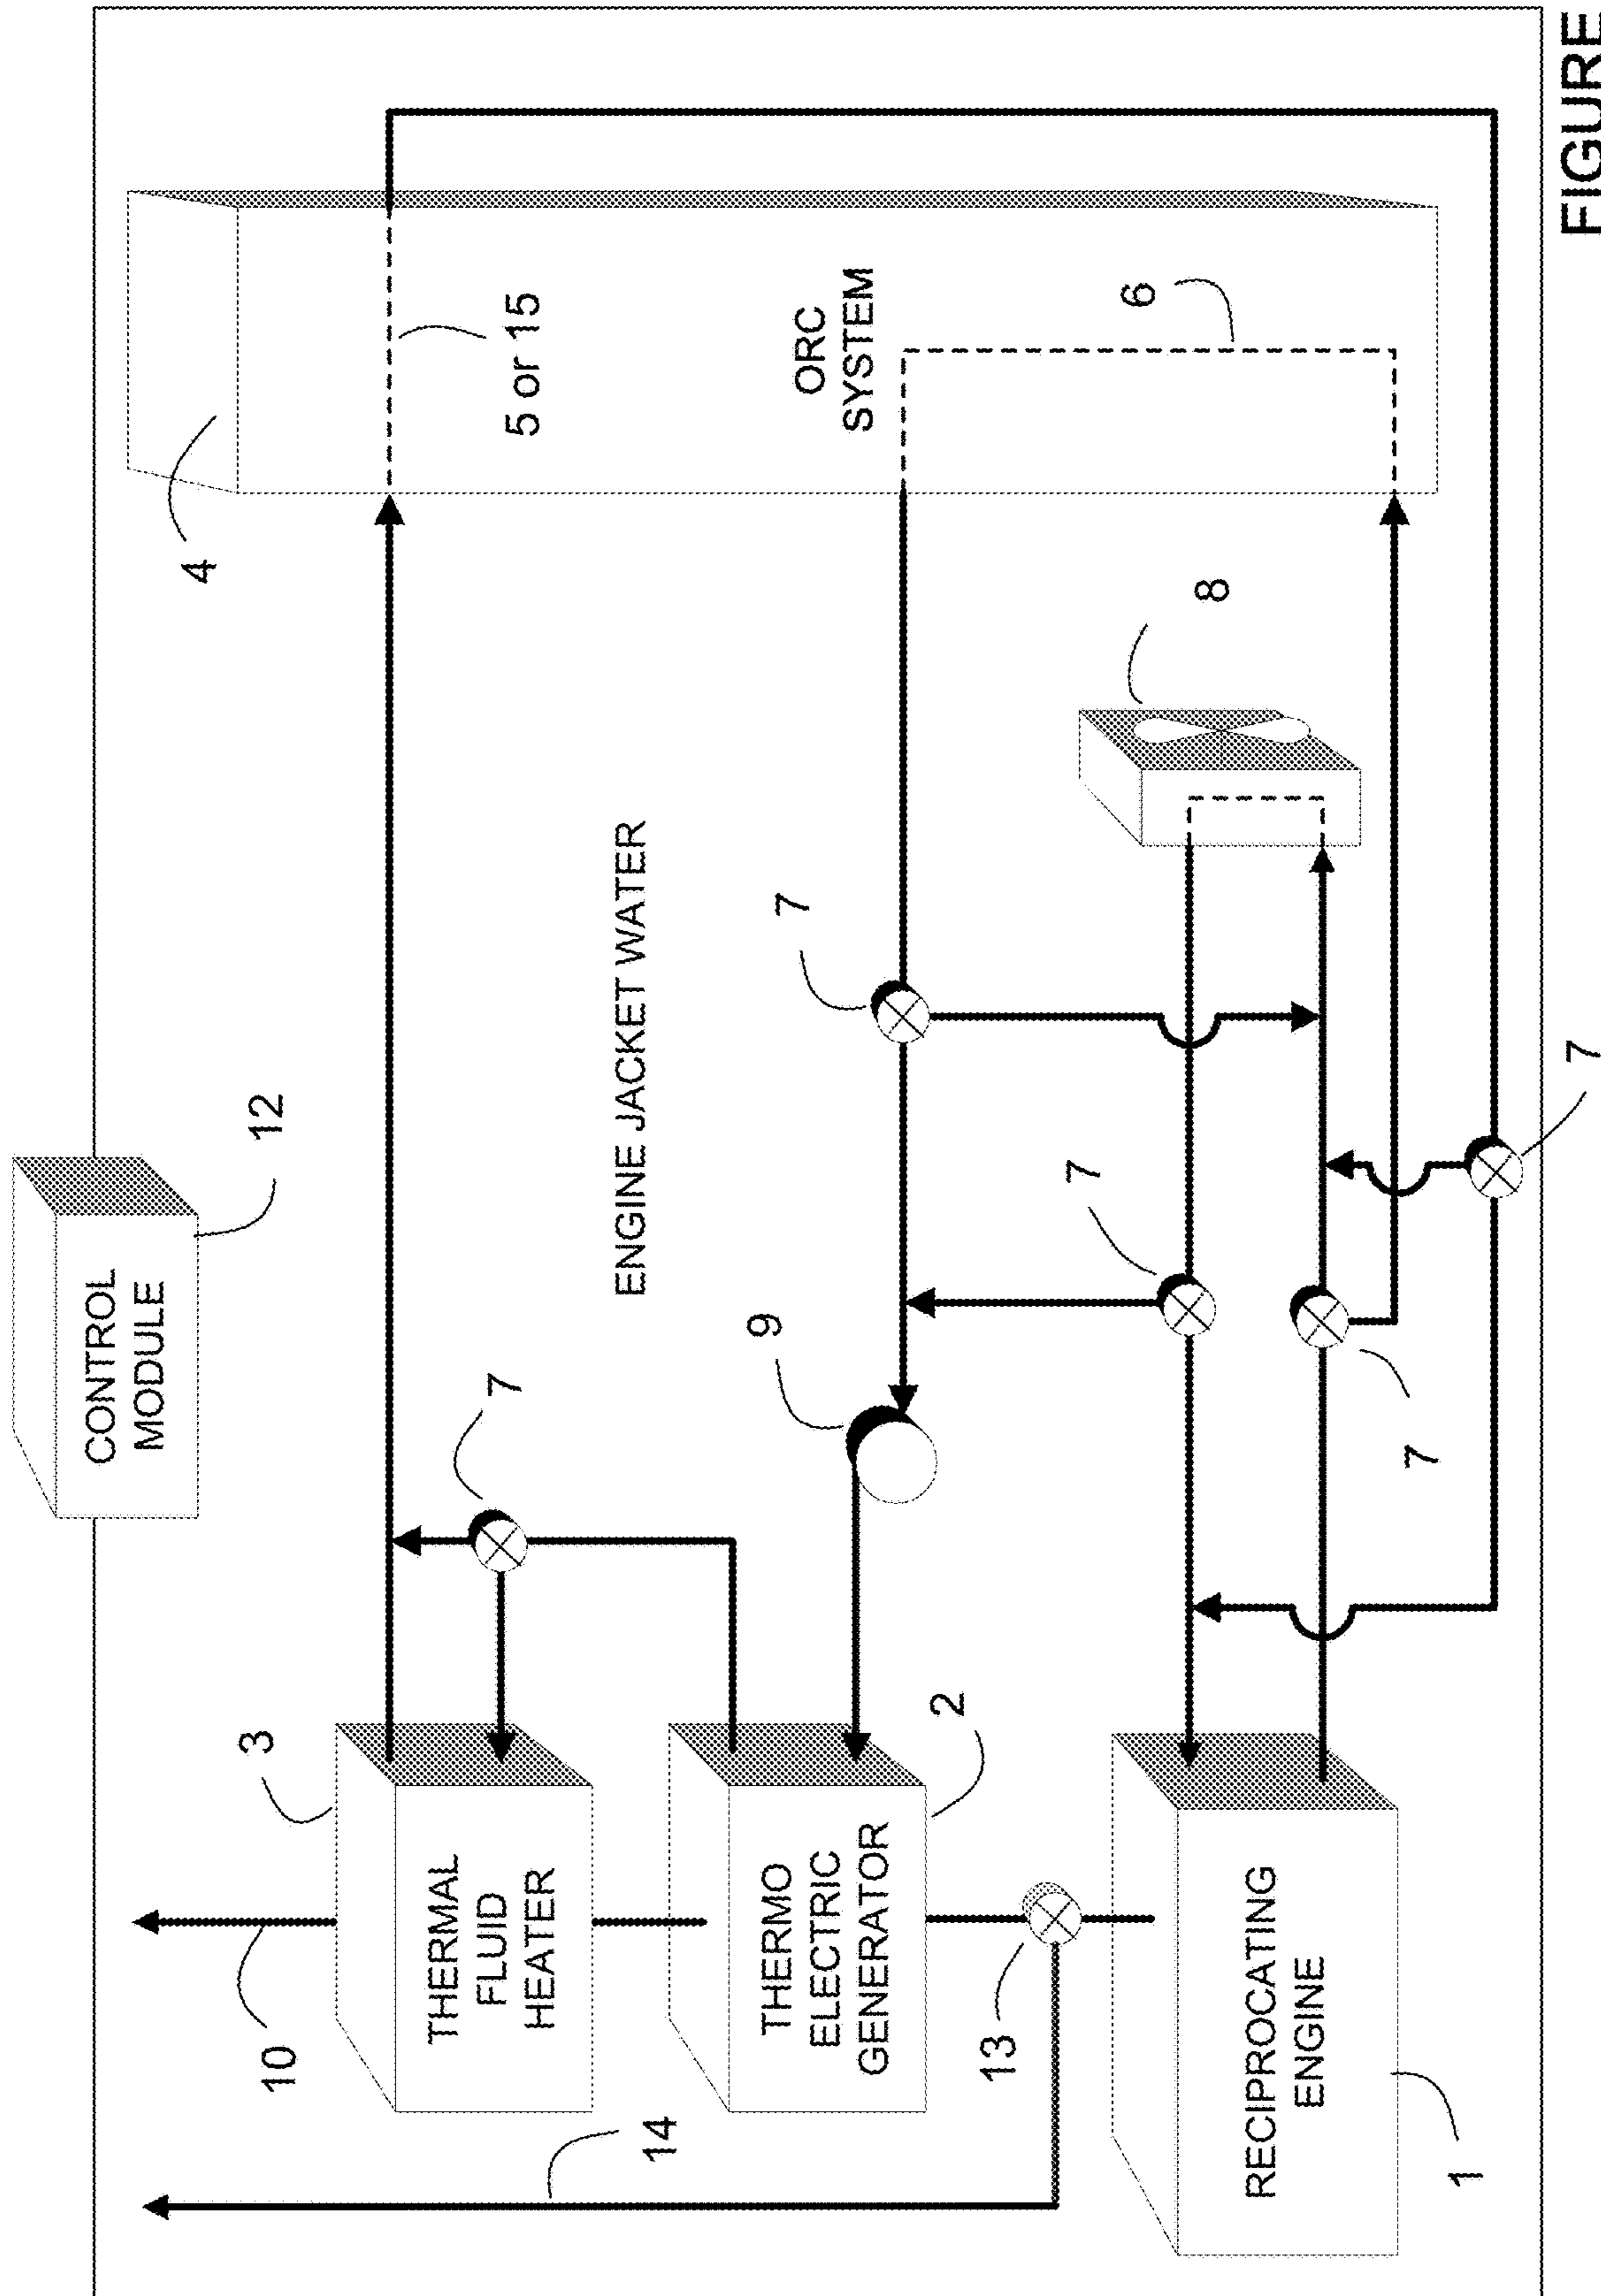 CONTROL
MODULE
12
4
3
10
THERMAL
FLUID
HEATER
7
5 or 15
ENGINE JACKET WATER
14
9
7
THERMO
ELECTRIC
GENERATOR
ORC
SYSTEM
2
13
7
6
8
RECIPROCATING
ENGINE
7
1
7
FIGURE